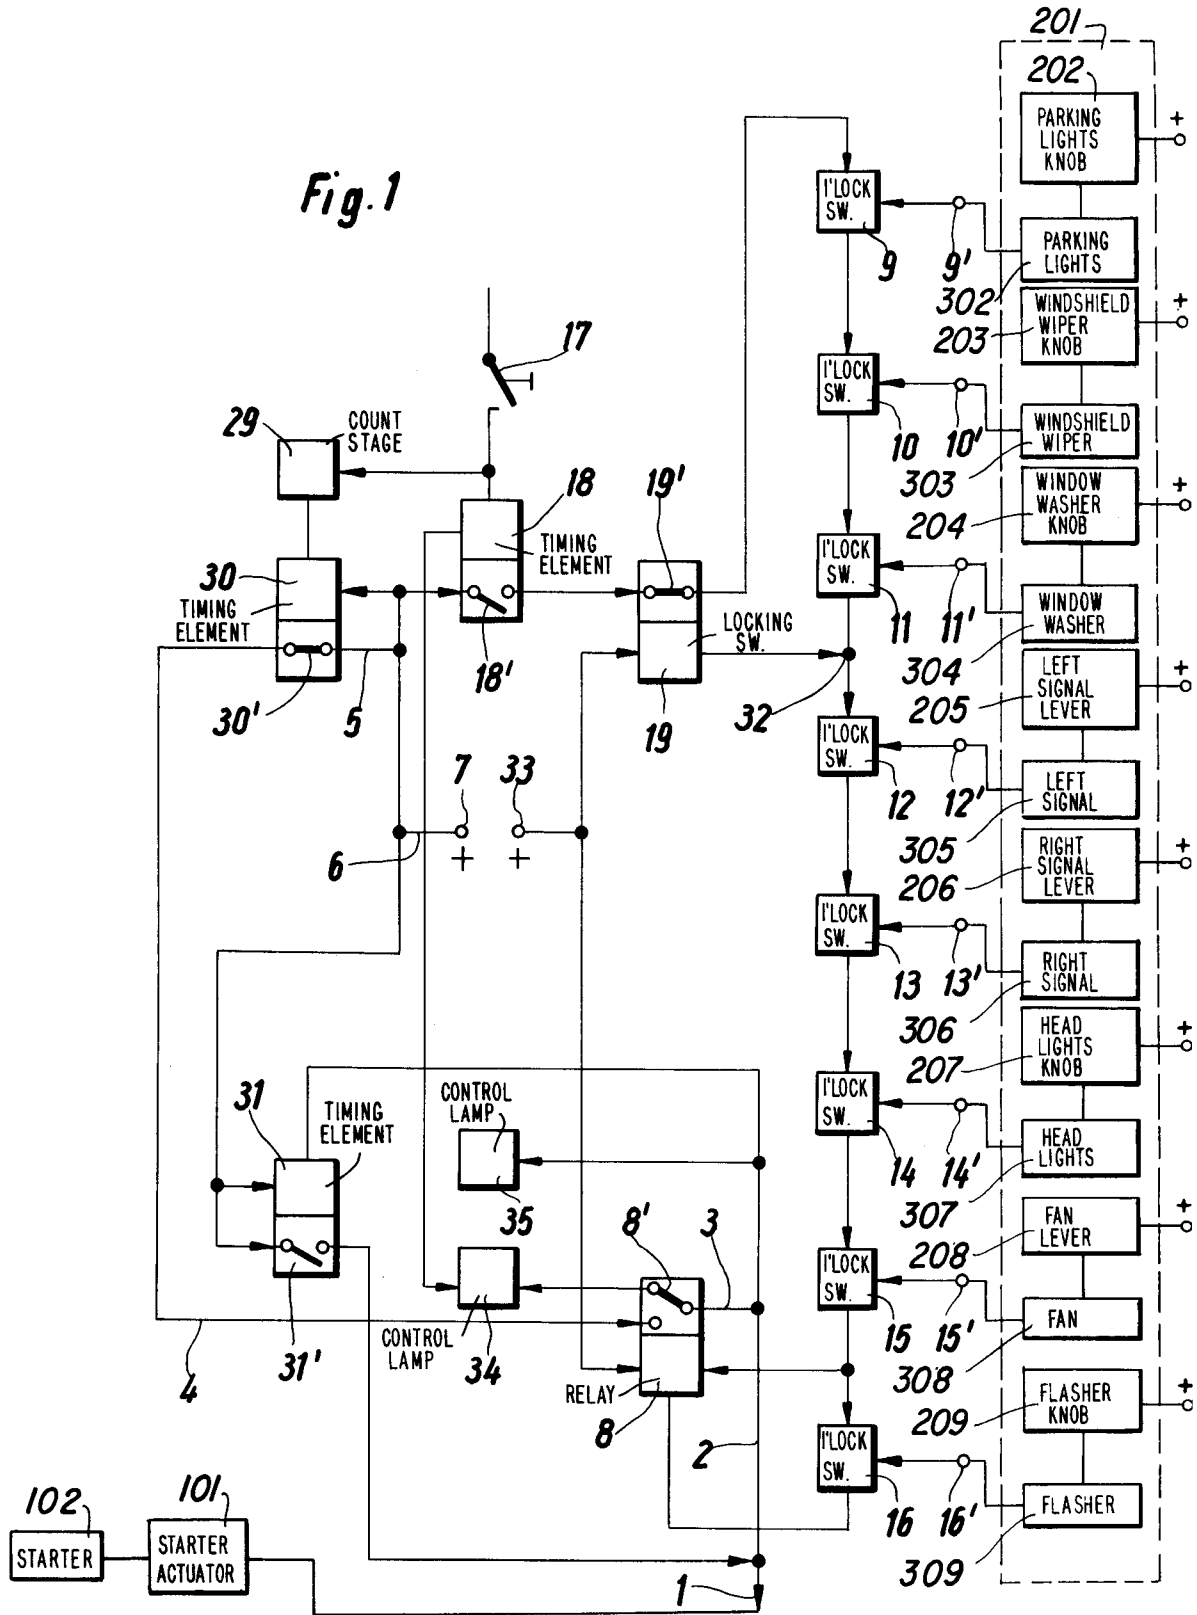 Fig.1
201
202
PARKING
LIGHTS
KNOB
+
I'LOCK
SW.
9
9'
PARKING
LIGHTS
302
WINDSHIELD
WIPER
KNOB
+
203
17
I'LOCK
SW.
10
10'
WINDSHIELD
WIPER
303
29
COUNT
STAGE
WINDOW
WASHER
KNOB
+
204
18
19'
TIMING
ELEMENT
I'LOCK
SW.
11
11'
WINDOW
WASHER
304
30
TIMING
ELEMENT
LOCKING
SW.
LEFT
SIGNAL
LEVER
+
205
30'
5
18'
19
32
I'LOCK
SW.
12
12'
LEFT
SIGNAL
305
7
33
6
+
+
RIGHT
SIGNAL
LEVER
+
206
I'LOCK
SW.
13
13'
RIGHT
SIGNAL
306
HEAD
LIGHTS
KNOB
+
207
31
TIMING
ELEMENT
CONTROL
LAMP
35
I'LOCK
SW.
14
14'
HEAD
LIGHTS
307
FAN
LEVER
+
208
8'
3
I'LOCK
SW.
15
15'
FAN
308
4
31'
CONTROL
LAMP
34
RELAY
8
2
FLASHER
KNOB
+
209
I'LOCK
SW.
16
16'
FLASHER
309
102
101
STARTER
STARTER
ACTUATOR
1